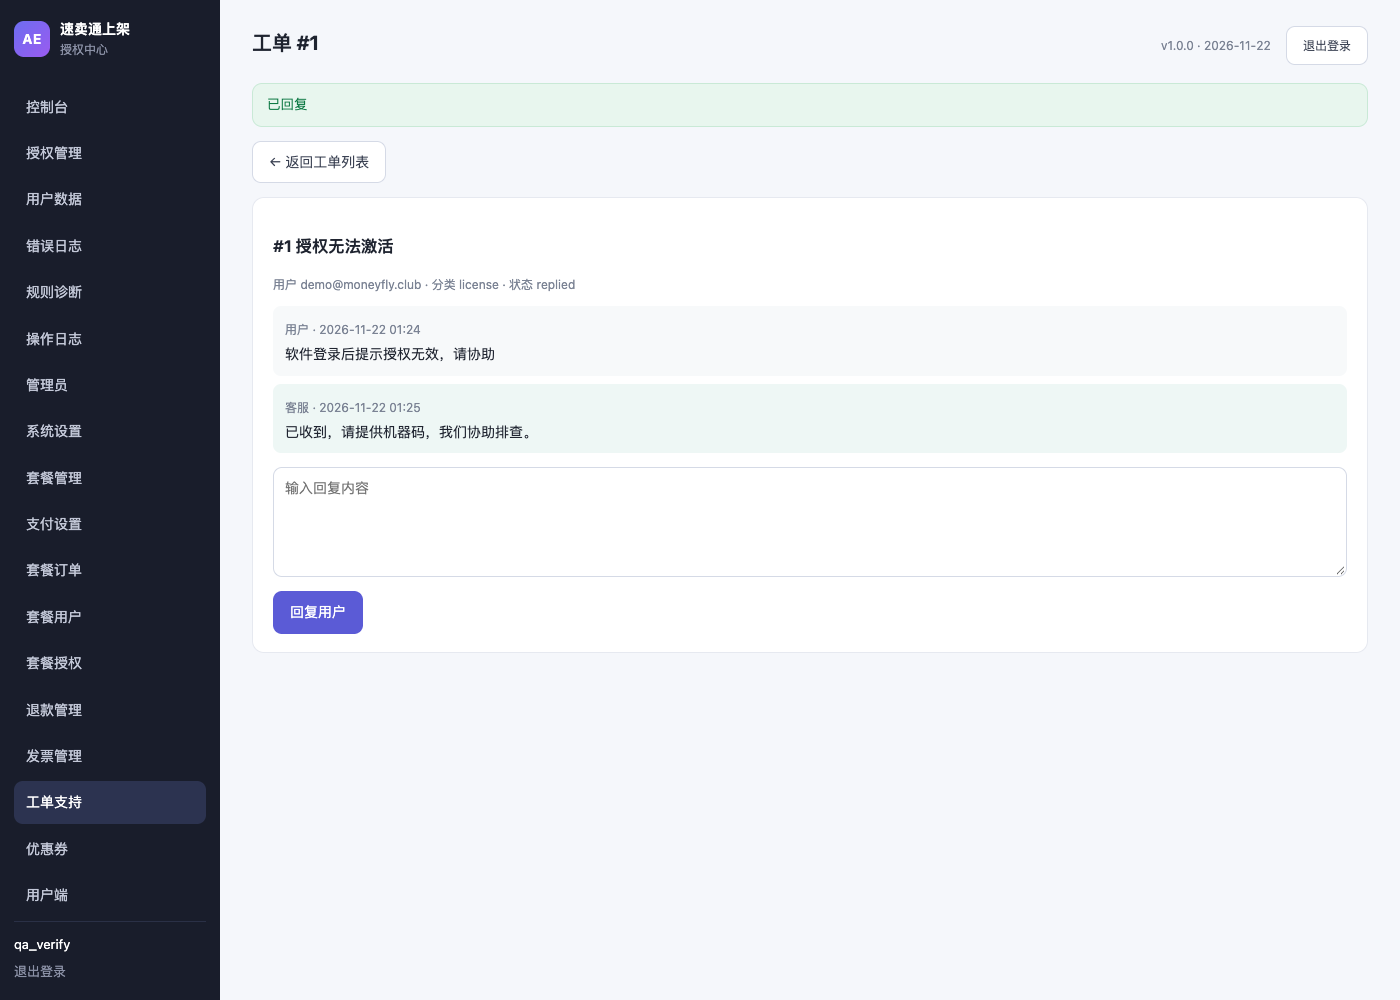 AE
速卖通上架
授权中心
控制台
授权管理
用户数据
错误日志
规则诊断
操作日志
管理员
系统设置
套餐管理
支付设置
套餐订单
套餐用户
套餐授权
退款管理
发票管理
工单支持
优惠券
用户端
qa_verify
退出登录
工单 #1
v1.0.0 · 2026-11-22
退出登录
已回复
← 返回工单列表
#1 授权无法激活
用户 demo@moneyfly.club · 分类 license · 状态 replied
用户 · 2026-11-22 01:24
软件登录后提示授权无效，请协助
客服 · 2026-11-22 01:25
已收到，请提供机器码，我们协助排查。
输入回复内容
回复用户